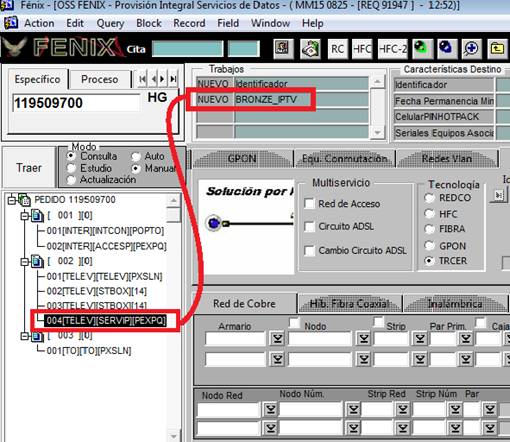 Fénix - [OSS FENIX - Provisión Integral Servicios de Datos - ( MM15 0825 - [REQ 91947 ] - 12:52)]
Action Edit Query Block Record Field Window Help
FENIX Cita RC HFC HFC-2
Específico Proceso
119509700 HG
Trabajos
NUEVO Identificador
NUEVO BRONZE_IPTV
Características Destino
Identificador
Fecha Permanencia Min
CelularPINHOTPACK
Seriales Equipos Asocia
Traer
Modo
Consulta Auto
Estudio Manual
Actualización
PEDIDO 119509700
[ 001 ][0]
001[INTER][INTCON][POPTO]
002[INTER][ACCESP][PEXPQ]
[ 002 ][0]
001[TELEV][TELEV][PXSLN]
002[TELEV][STBOX][14]
003[TELEV][STBOX][14]
004[TELEV][SERVIP][PEXPQ]
[ 003 ][0]
001[TO][TO][PXSLN]
GPON Equ. Conmutación Redes Vlan
Solución por
Multiservicio
Red de Acceso
Circuito ADSL
Cambio Circuito ADSL
Tecnología
REDCO
HFC
FIBRA
GPON
TRCER
Red de Cobre Hib. Fibra Coaxial Inalámbrica
Armario Nodo Strip Par Prim. Caja
Nodo Red Nodo Núm. Strip Red Strip Núm Par